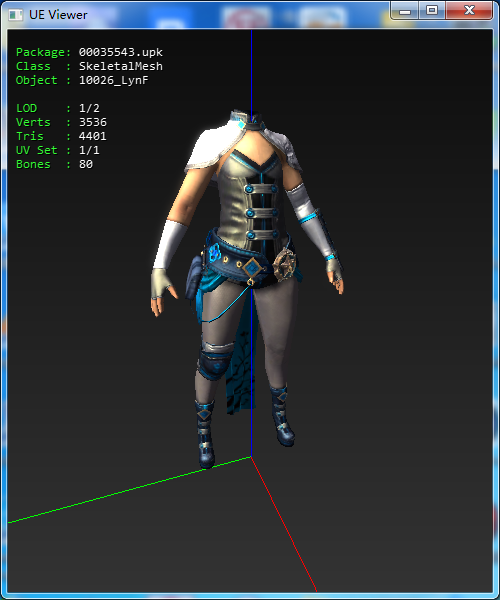 UE Viewer
Package: 00035543.upk
Class : SkeletalMesh
Object : 10026_LynF
LOD : 1/2
Verts : 3536
Tris : 4401
UV Set : 1/1
Bones : 80